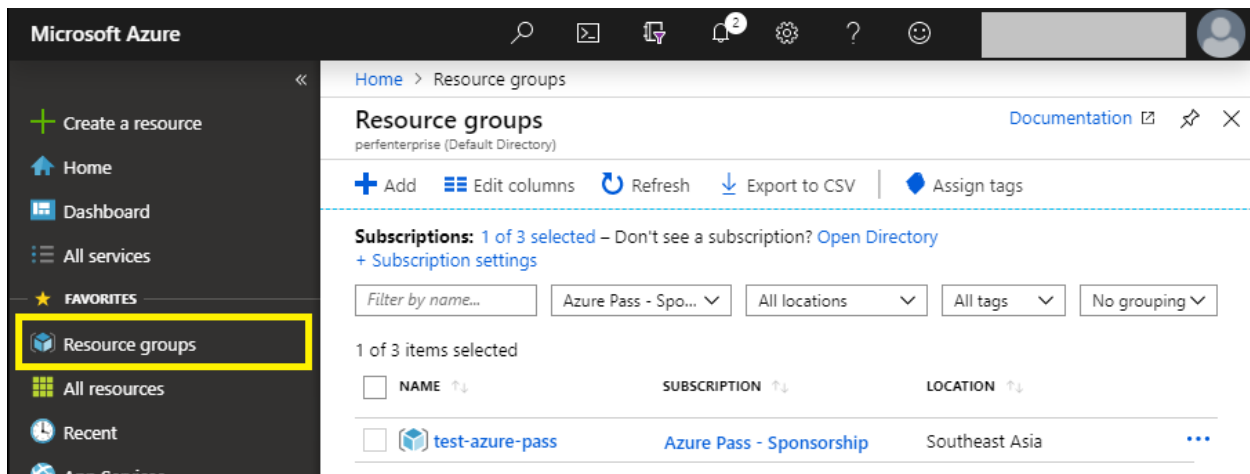 Microsoft Azure
2
«
Home > Resource groups
Create a resource
Home
Dashboard
All services
FAVORITES
Resource groups
All resources
Recent
Resource groups
perfenterprise (Default Directory)
Documentation
Add Edit columns Refresh Export to CSV Assign tags
Subscriptions: 1 of 3 selected – Don't see a subscription? Open Directory
+ Subscription settings
Filter by name... Azure Pass - Spo... All locations All tags No grouping
1 of 3 items selected
NAME SUBSCRIPTION LOCATION
test-azure-pass Azure Pass - Sponsorship Southeast Asia